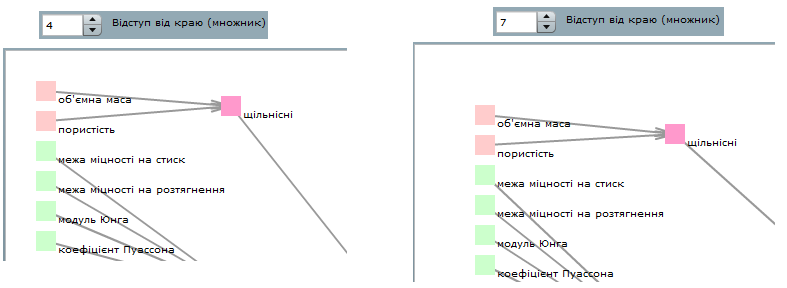 4 Відступ від краю (множник)
об'ємна маса
щільнісні
пористість
межа міцності на стиск
межа міцності на розтягнення
модуль Юнга
коефіцієнт Пуассона
7 Відступ від краю (множник)
об'ємна маса
щільнісні
пористість
межа міцності на стиск
межа міцності на розтягнення
модуль Юнга
коефіцієнт Пуассона